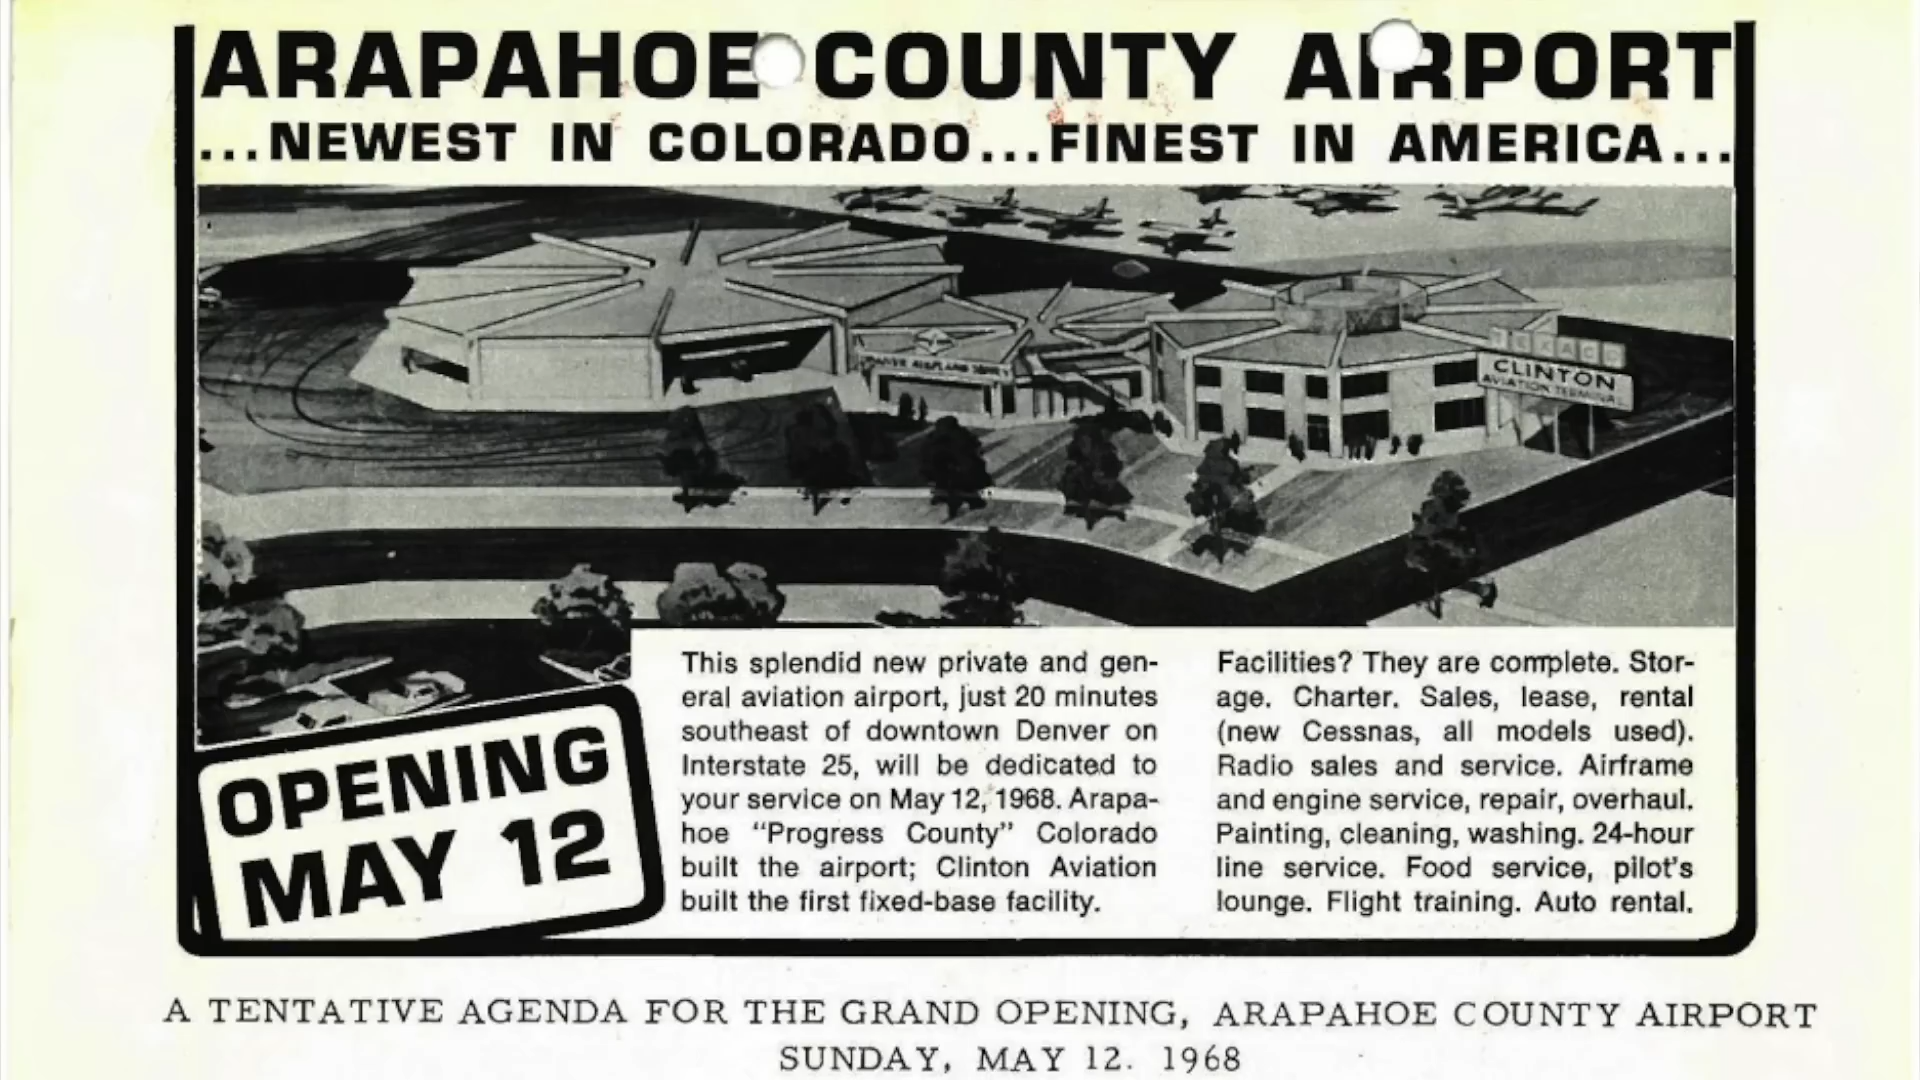 ARAPAHOE COUNTY AIRPORT
...NEWEST IN COLORADO...FINEST IN AMERICA...
TEXACO
CLINTON
AVIATION TERMINAL
OPENING
MAY 12
This splendid new private and gen-
eral aviation airport, just 20 minutes
southeast of downtown Denver on
Interstate 25, will be dedicated to
your service on May 12, 1968. Arapa-
hoe "Progress County" Colorado
built the airport; Clinton Aviation
built the first fixed-base facility.
Facilities? They are complete. Stor-
age. Charter. Sales, lease, rental
(new Cessnas, all models used).
Radio sales and service. Airframe
and engine service, repair, overhaul.
Painting, cleaning, washing. 24-hour
line service. Food service, pilot's
lounge. Flight training. Auto rental.
A TENTATIVE AGENDA FOR THE GRAND OPENING, ARAPAHOE COUNTY AIRPORT
SUNDAY, MAY 12. 1968